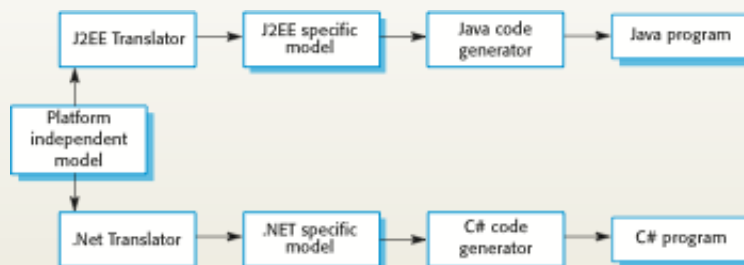 J2EE Translator
J2EE specific
model
Java code
generator
Java program
Platform
independent
model
.Net Translator
.NET specific
model
C# code
generator
C# program